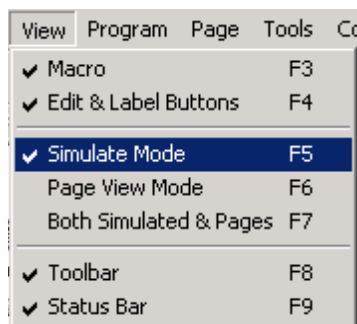 View Program Page Tools Co
Macro F3
Edit & Label Buttons F4
Simulate Mode F5
Page View Mode F6
Both Simulated & Pages F7
Toolbar F8
Status Bar F9